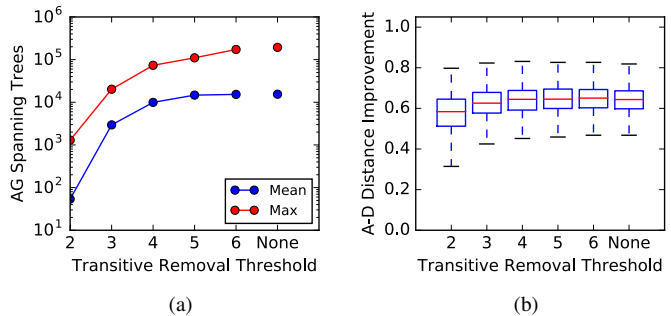 AG Spanning Trees
10^6
10^5
10^4
10^3
10^2
10^1
Mean
Max
2 3 4 5 6 None
Transitive Removal Threshold
(a)
A-D Distance Improvement
1.0
0.8
0.6
0.4
0.2
0.0
2 3 4 5 6 None
Transitive Removal Threshold
(b)